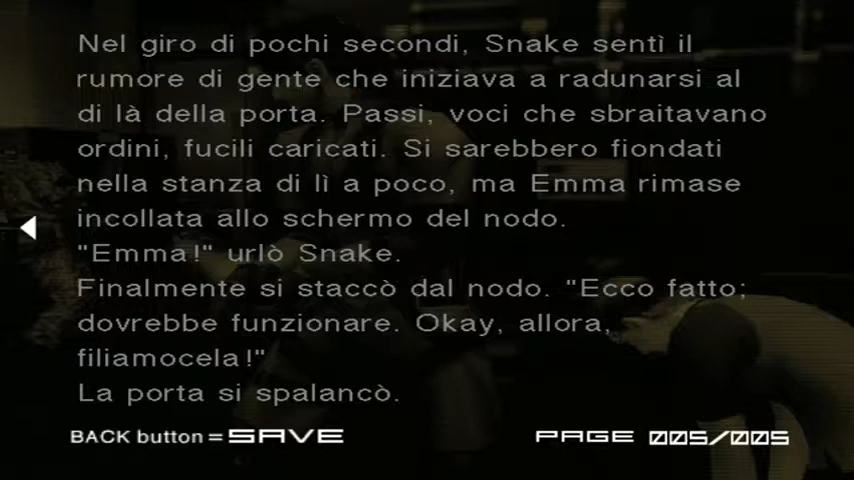 Nel giro di pochi secondi, Snake sentì il
rumore di gente che iniziava a radunarsi al
di là della porta. Passi, voci che sbraitavano
ordini, fucili caricati. Si sarebbero fiondati
nella stanza di lì a poco, ma Emma rimase
incollata allo schermo del nodo.
"Emma!" urlò Snake.
Finalmente si staccò dal nodo. "Ecco fatto;
dovrebbe funzionare. Okay, allora,
filiamocela!"
La porta si spalancò.
BACK button = SAVE PAGE 005/005